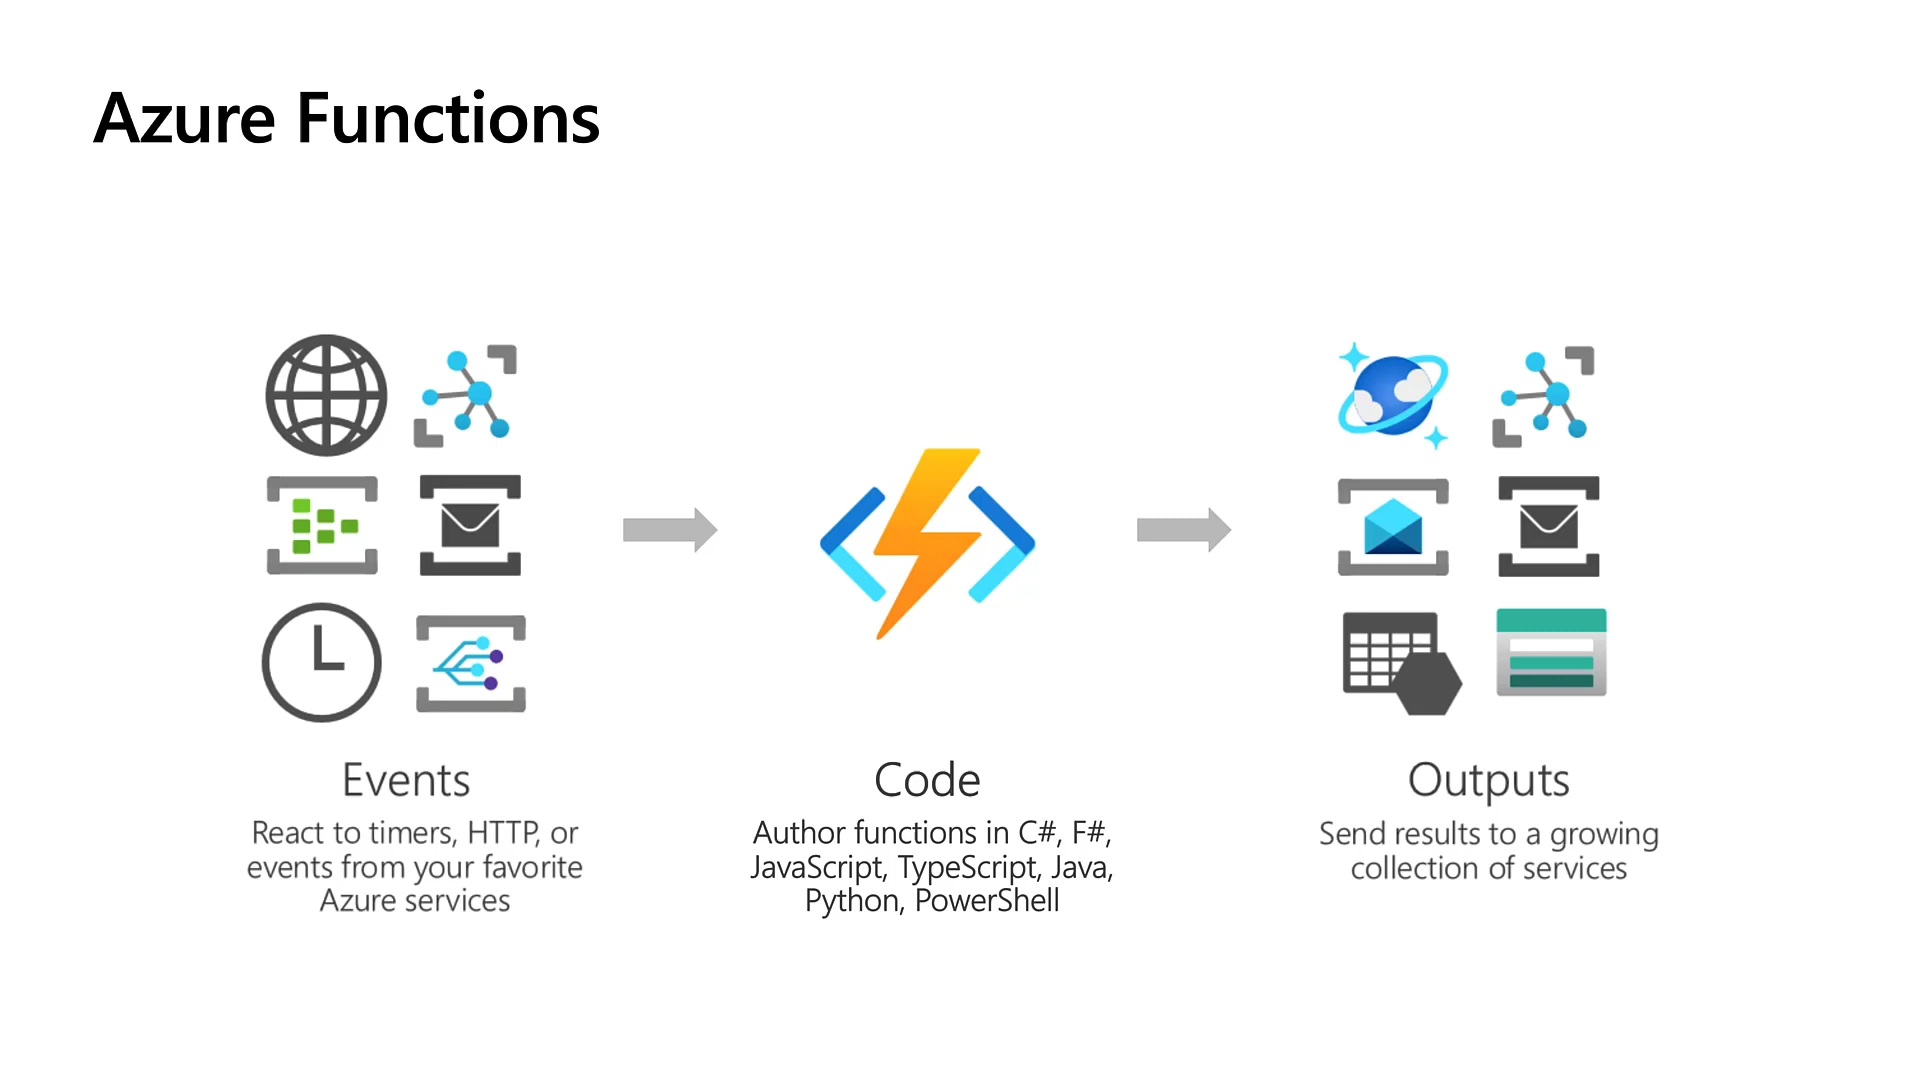 Azure Functions
Events
React to timers, HTTP, or
events from your favorite
Azure services
Code
Author functions in C#, F#,
JavaScript, TypeScript, Java,
Python, PowerShell
Outputs
Send results to a growing
collection of services